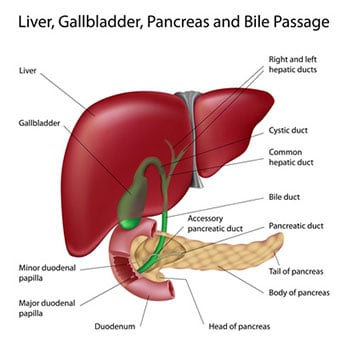 Liver, Gallbladder, Pancreas and Bile Passage
Right and left
hepatic ducts
Liver
Gallbladder
Cystic duct
Common
hepatic duct
Bile duct
Accessory
pancreatic duct
Pancreatic duct
Minor duodenal
papilla
Tail of pancreas
Body of pancreas
Major duodenal
papilla
Duodenum
Head of pancreas